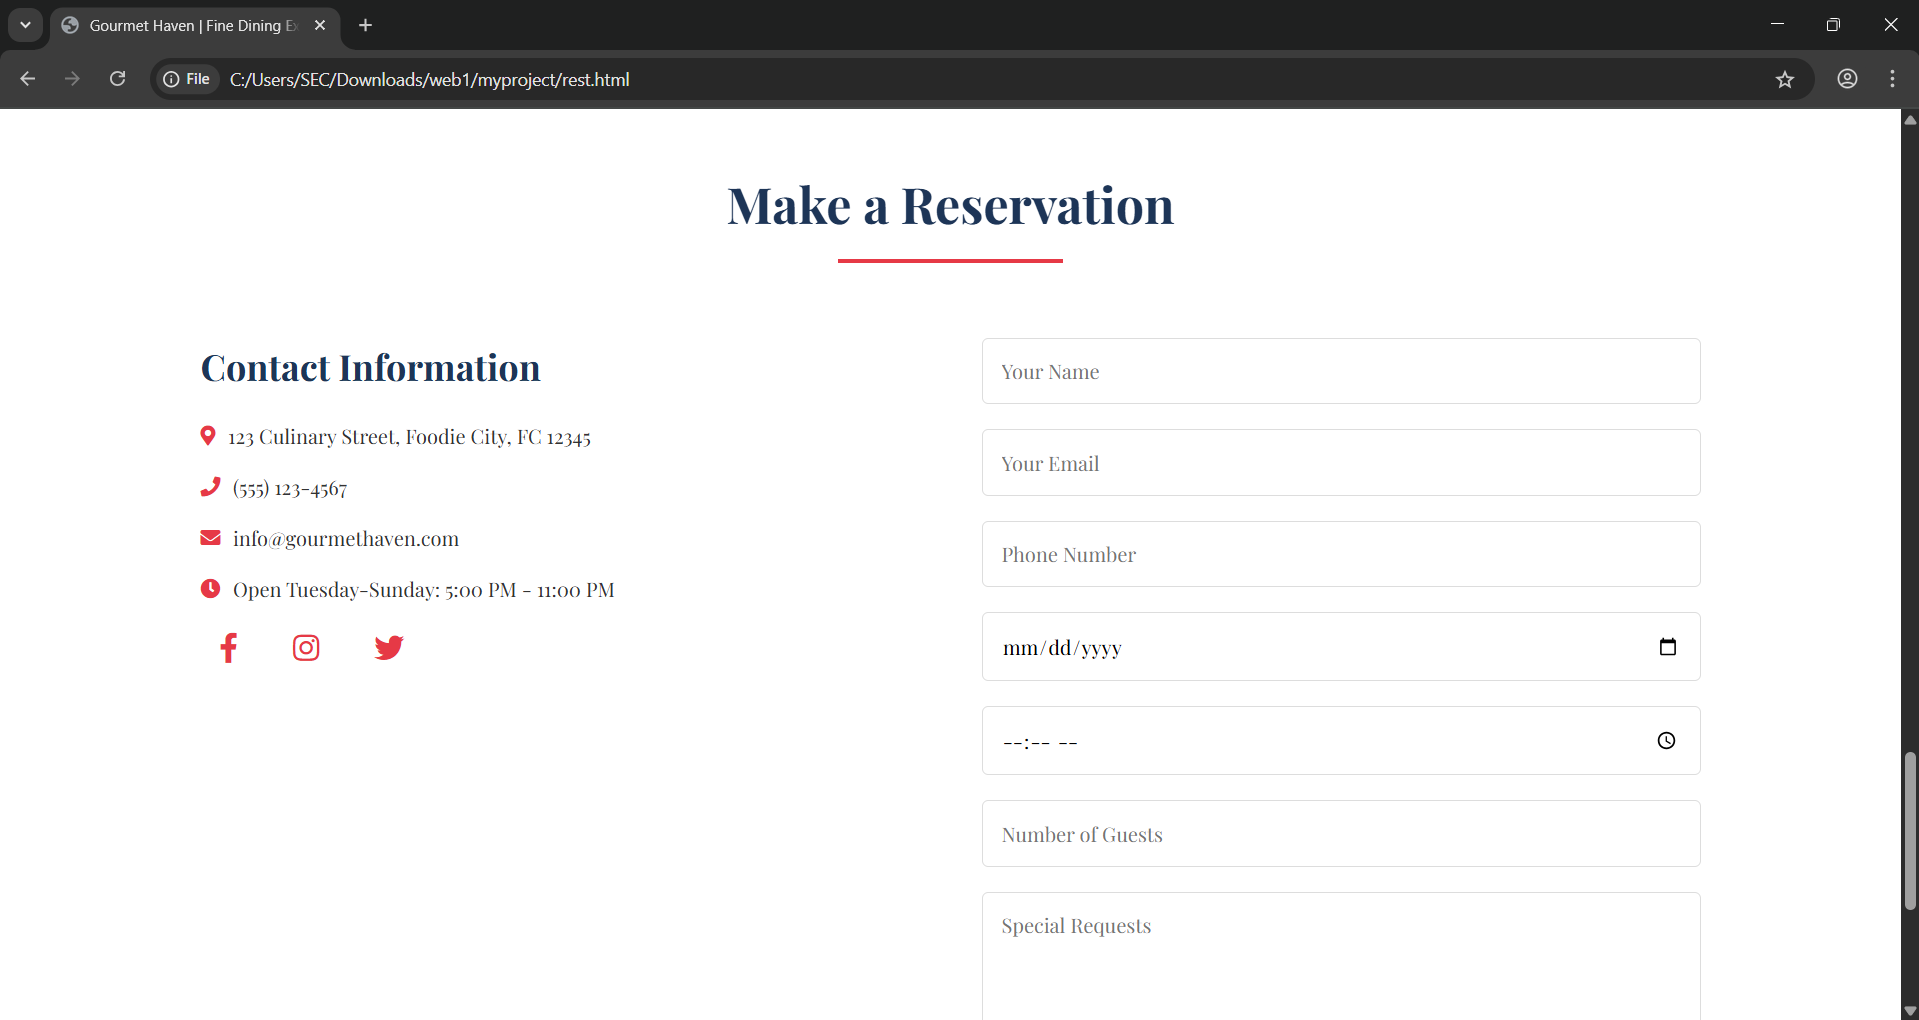 Gourmet Haven | Fine Dining Ex
File
C:/Users/SEC/Downloads/web1/myproject/rest.html
Make a Reservation
Contact Information
123 Culinary Street, Foodie City, FC 12345
(555) 123-4567
info@gourmethaven.com
Open Tuesday-Sunday: 5:00 PM - 11:00 PM
Your Name
Your Email
Phone Number
mm/dd/yyyy
--:-- --
Number of Guests
Special Requests